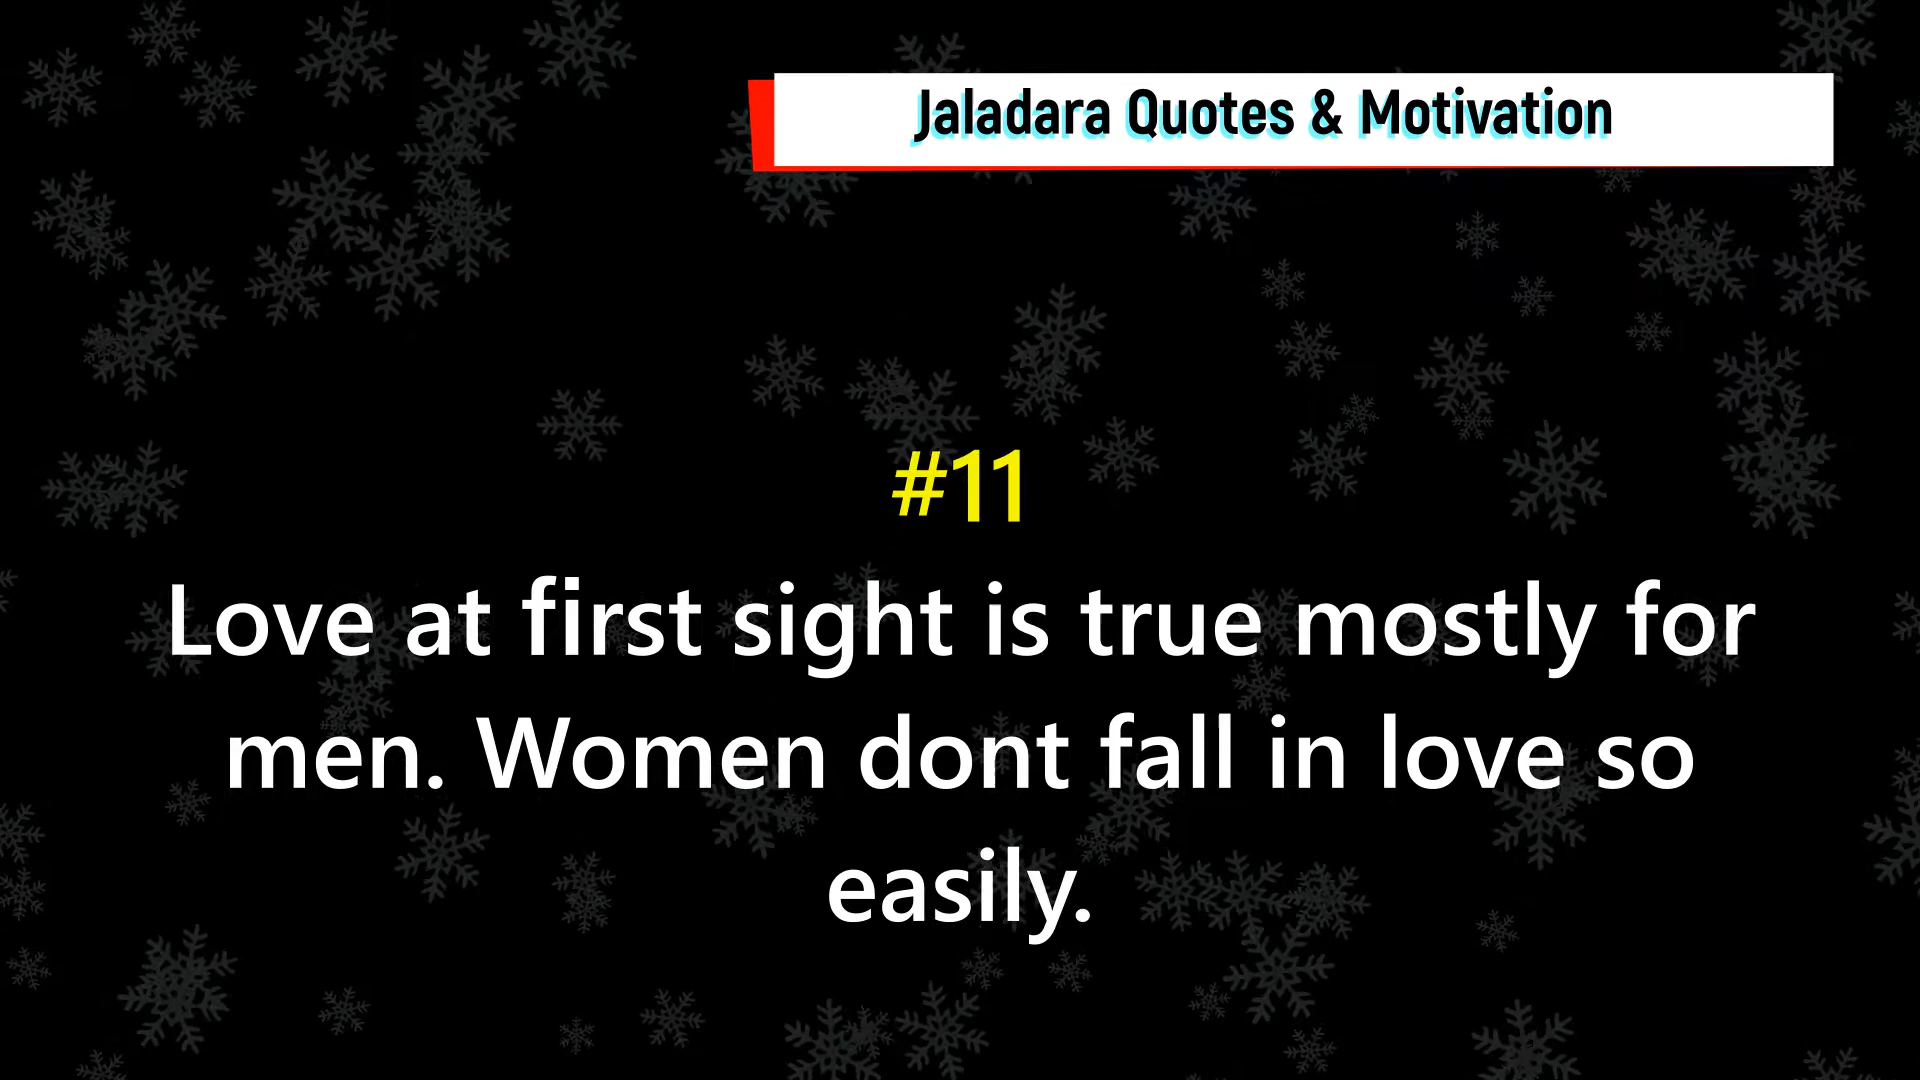 Jaladara Quotes & Motivation
#11
Love at first sight is true mostly for
men. Women dont fall in love so
easily.